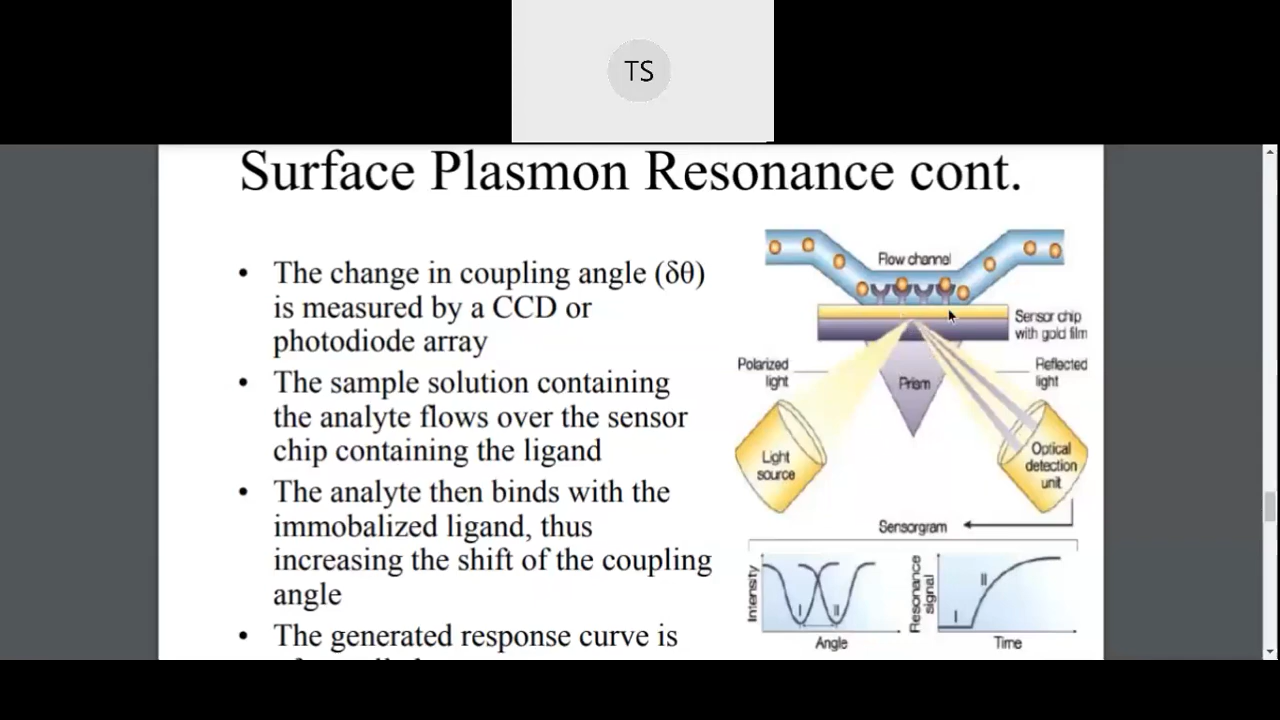 TS
Surface Plasmon Resonance cont.
• The change in coupling angle (δθ)
is measured by a CCD or
photodiode array
• The sample solution containing
the analyte flows over the sensor
chip containing the ligand
• The analyte then binds with the
immobalized ligand, thus
increasing the shift of the coupling
angle
• The generated response curve is
Flow channel
Sensor chip
with gold film
Polarized
light
Prism
Reflected
light
Light
source
Optical
detection
unit
Sensorgram
Intensity
I
II
Angle
Resonance
signal
I
II
Time